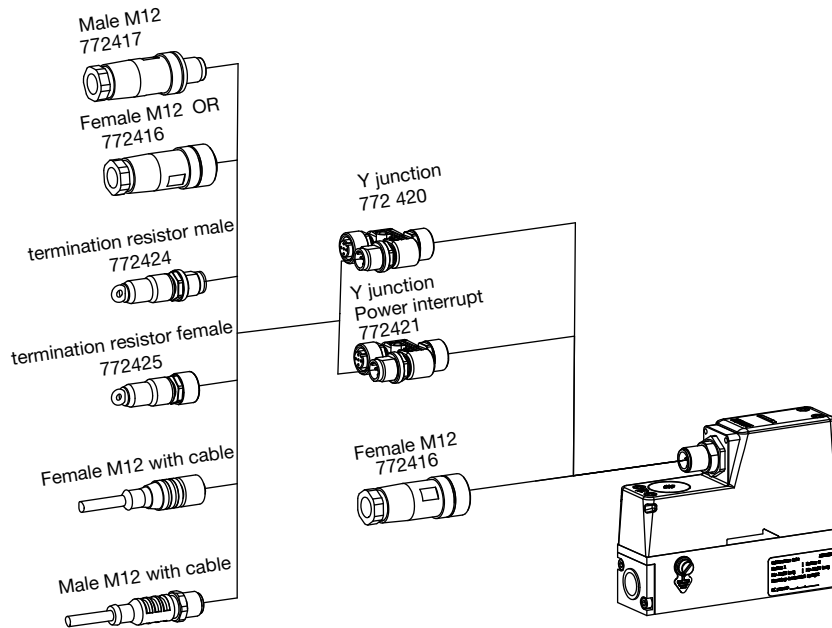 Male M12
772417
Female M12 OR
772416
termination resistor male
772424
termination resistor female
772425
Female M12 with cable
Male M12 with cable
Y junction
772 420
Y junction
Power interrupt
772421
Female M12
772416